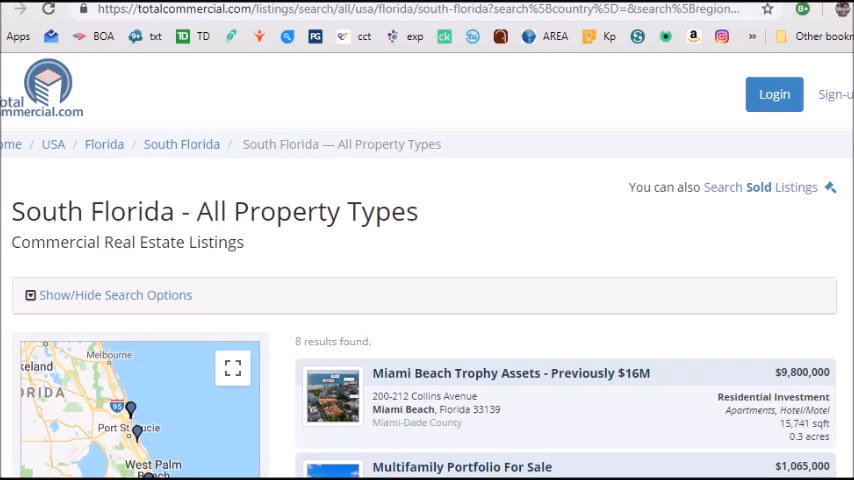 https://totalcommercial.com/listings/search/all/usa/florida/south-florida?search%5Bcountry%5D=&search%5Bregion...
Apps BOA txt TD cct exp AREA Kp » Other bookm
otal
mmercial.com
Login Sign-u
ome / USA / Florida / South Florida / South Florida — All Property Types
You can also Search Sold Listings
South Florida - All Property Types
Commercial Real Estate Listings
Show/Hide Search Options
8 results found.
Melbourne
keland
RIDA
95
Port St. Lucie
West Palm
Beach
Miami Beach Trophy Assets - Previously $16M $9,800,000
200-212 Collins Avenue Residential Investment
Miami Beach, Florida 33139 Apartments, Hotel/Motel
Miami-Dade County 15,741 sqft
0.3 acres
Multifamily Portfolio For Sale $1,065,000